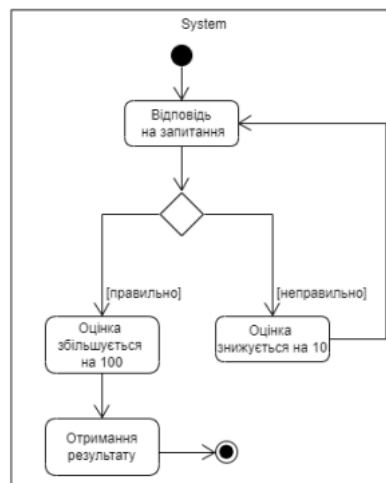 System
Відповідь
на запитання
[правильно]
[неправильно]
Оцінка
збільшується
на 100
Оцінка
знижується на 10
Отримання
результату